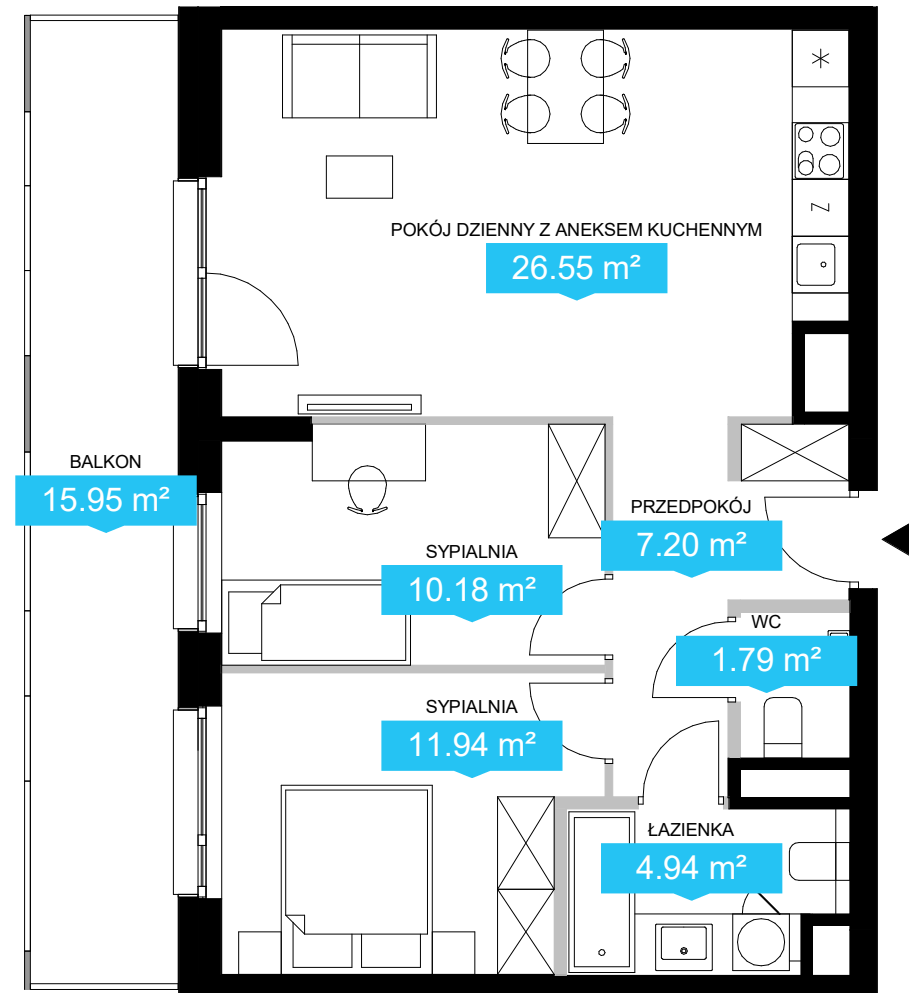 POKÓJ DZIENNY Z ANEKSEM KUCHENNYM
26.55 m²
BALKON
15.95 m²
PRZEDPOKÓJ
7.20 m²
SYPIALNIA
10.18 m²
WC
1.79 m²
SYPIALNIA
11.94 m²
ŁAZIENKA
4.94 m²